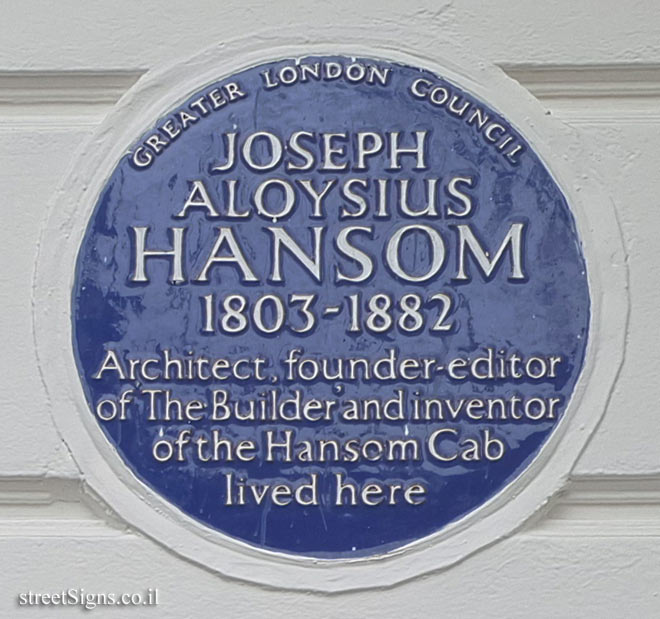 GREATER LONDON COUNCIL
JOSEPH
ALOYSIUS
HANSOM
1803-1882
Architect, founder-editor
of The Builder and inventor
of the Hansom Cab
lived here
streetSigns.co.il